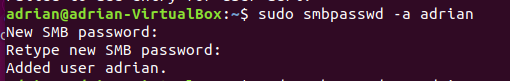 adrian@adrian-VirtualBox:~$ sudo smbpasswd -a adrian
New SMB password:
Retype new SMB password:
Added user adrian.